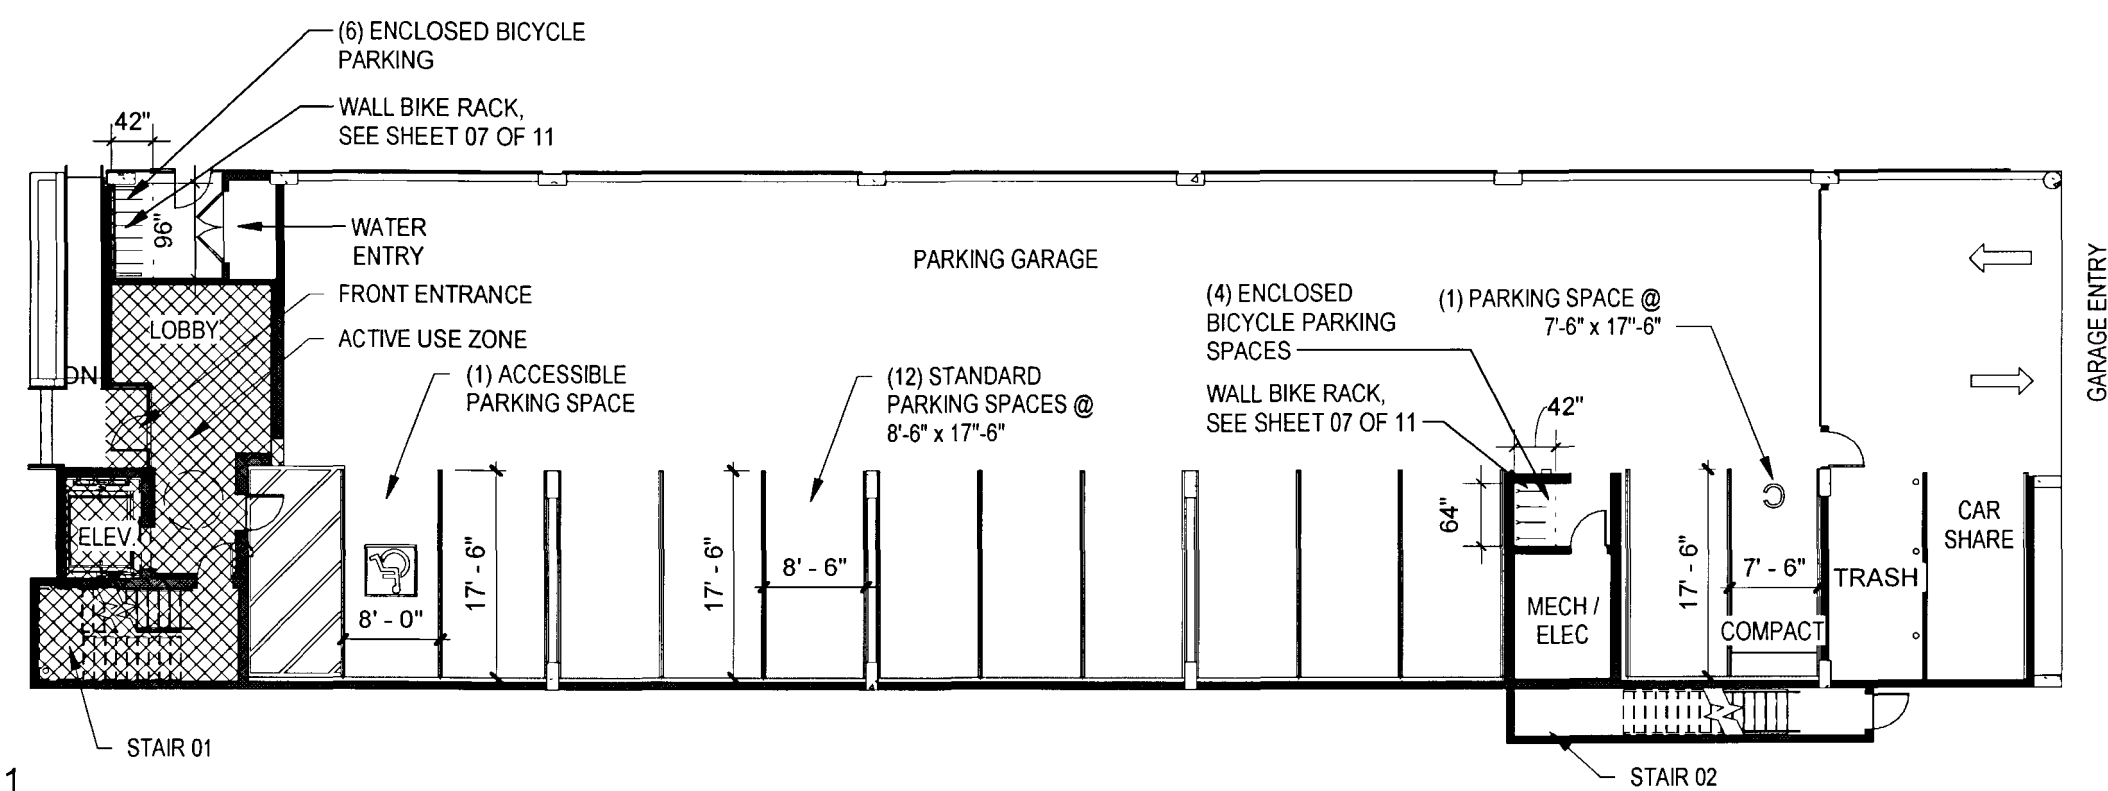 (6) ENCLOSED BICYCLE
PARKING
WALL BIKE RACK,
SEE SHEET 07 OF 11
42"
96"
WATER
ENTRY
FRONT ENTRANCE
LOBBY
ACTIVE USE ZONE
ON
(1) ACCESSIBLE
PARKING SPACE
PARKING GARAGE
(12) STANDARD
PARKING SPACES @
8'-6" x 17"-6"
(4) ENCLOSED
BICYCLE PARKING
SPACES
WALL BIKE RACK,
SEE SHEET 07 OF 11
(1) PARKING SPACE @
7'-6" x 17"-6"
GARAGE ENTRY
42"
64"
ELEV.
8' - 0"
17' - 6"
17' - 6"
8' - 6"
MECH /
ELEC
17' - 6"
C
7' - 6"
COMPACT
TRASH
CAR
SHARE
STAIR 01
STAIR 02
1